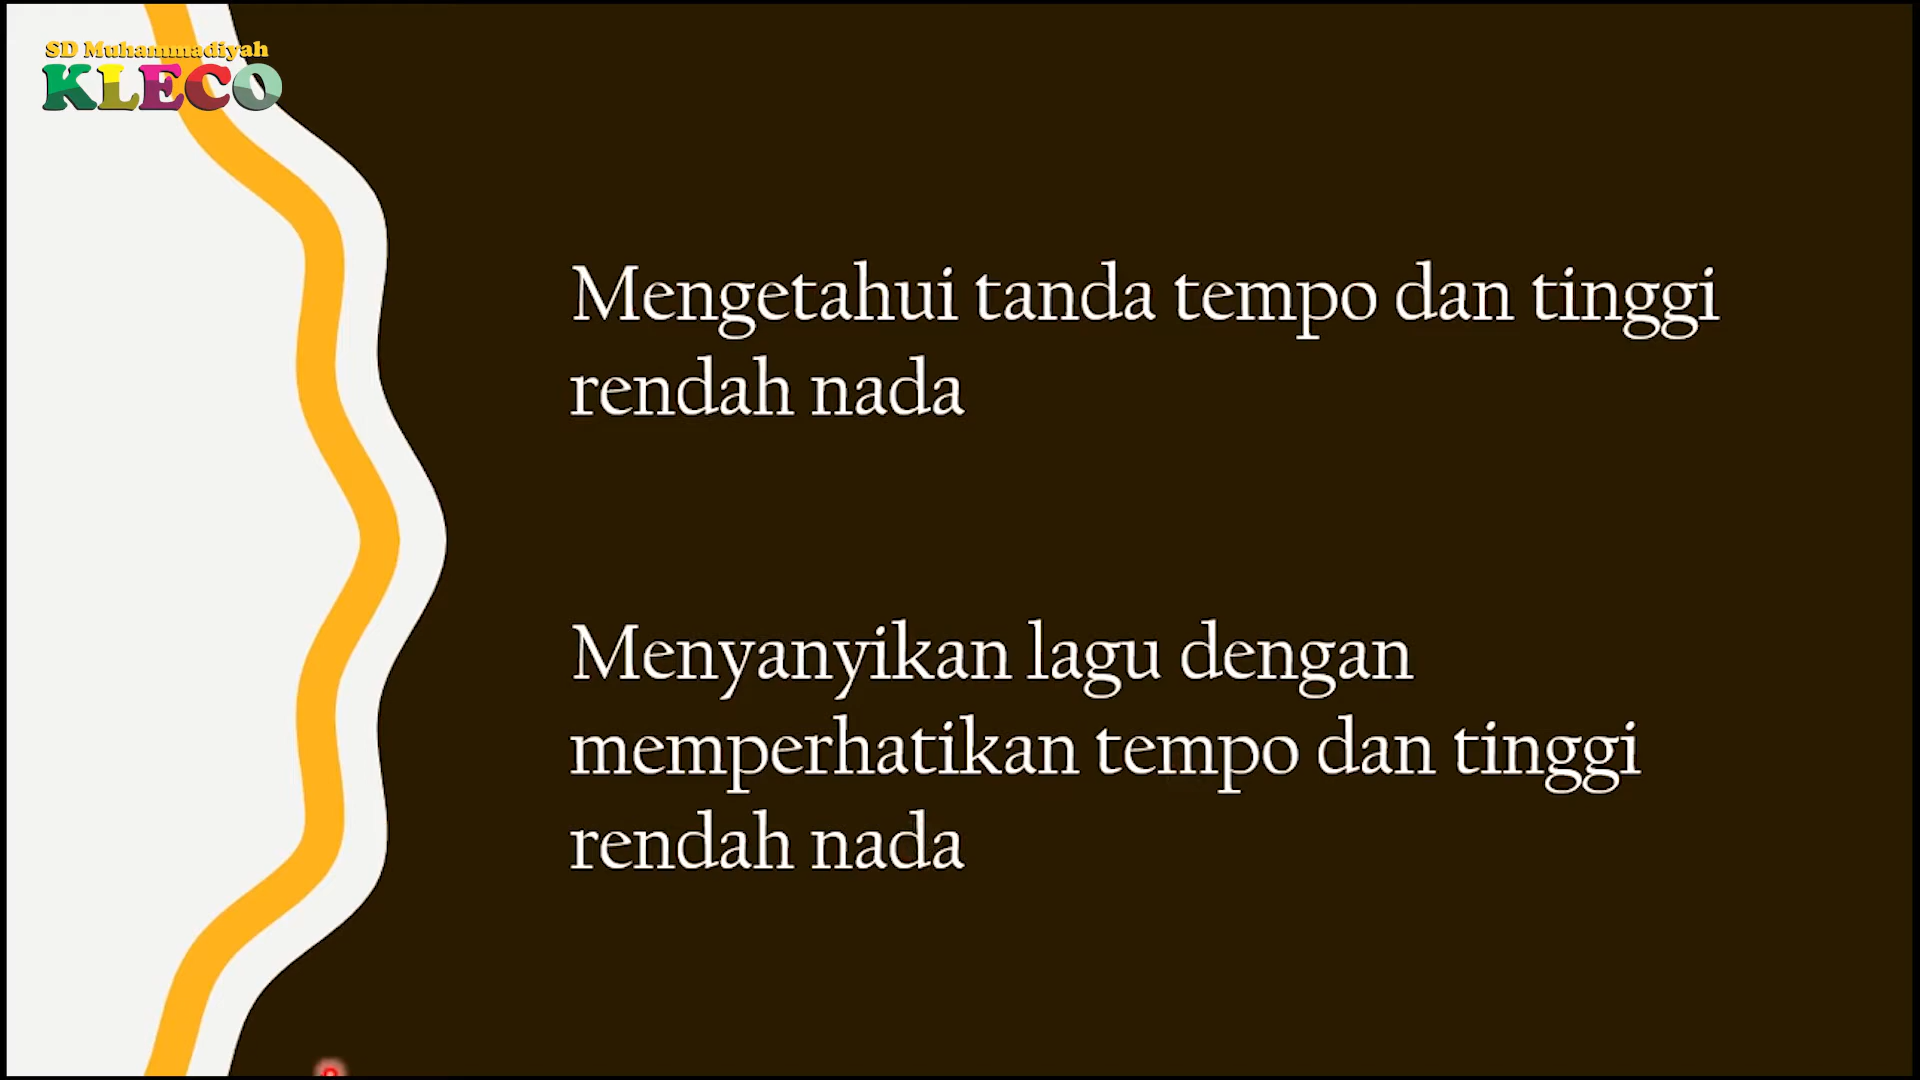 SD Muhammadiyah
KLECO
Mengetahui tanda tempo dan tinggi
rendah nada
Menyanyikan lagu dengan
memperhatikan tempo dan tinggi
rendah nada